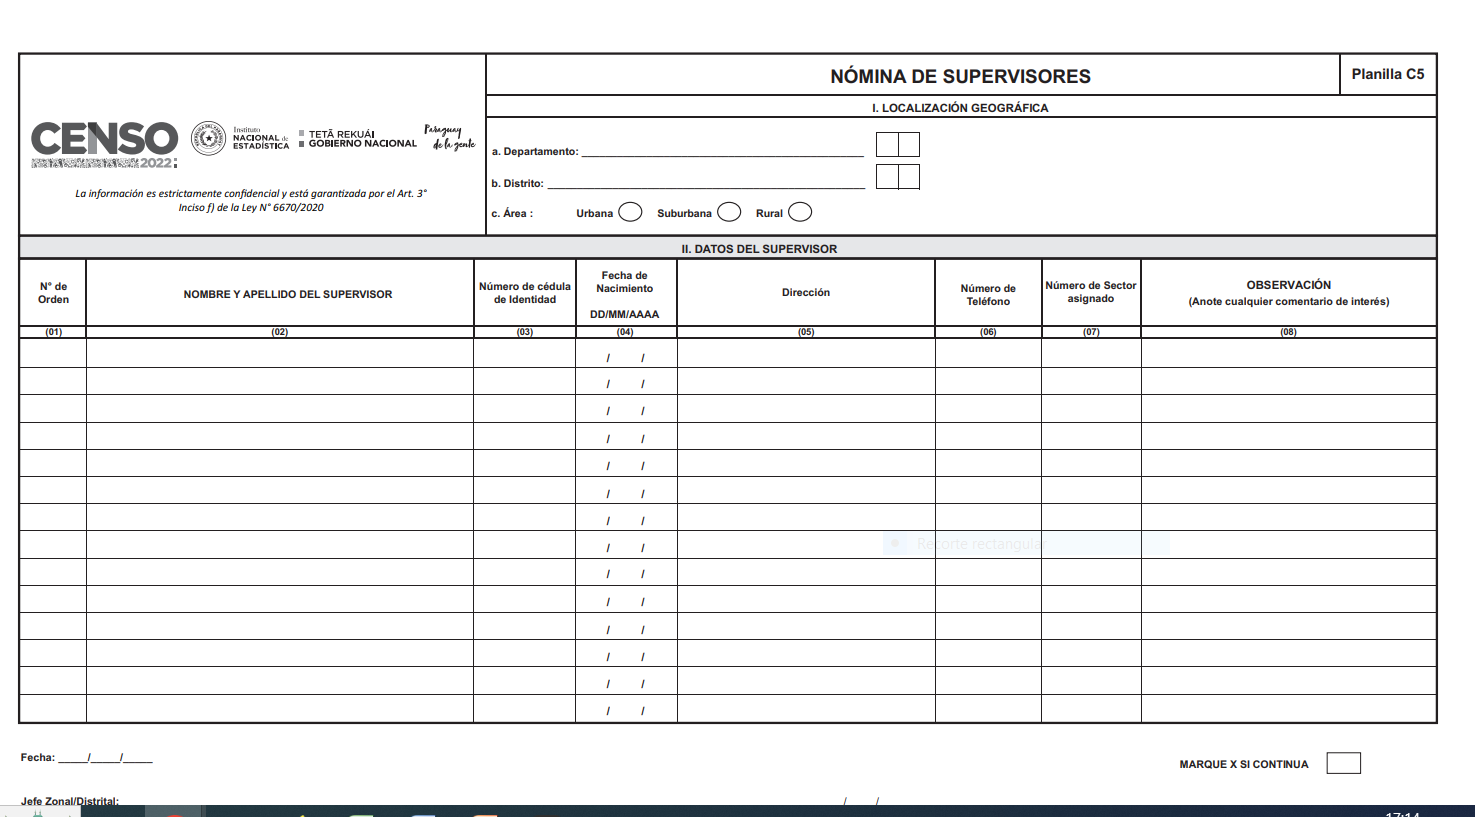 NÓMINA DE SUPERVISORES
Planilla C5
I. LOCALIZACIÓN GEOGRÁFICA
CENSO
2022
Instituto
NACIONAL de
ESTADÍSTICA
TETÃ REKUÁI
GOBIERNO NACIONAL
Paraguay
de la gente
La información es estrictamente confidencial y está garantizada por el Art. 3°
Inciso f) de la Ley N° 6670/2020
a. Departamento:
b. Distrito:
c. Área : Urbana Suburbana Rural
II. DATOS DEL SUPERVISOR
N° de
Orden
NOMBRE Y APELLIDO DEL SUPERVISOR
Número de cédula
de Identidad
Fecha de
Nacimiento
DD/MM/AAAA
Dirección
Número de
Teléfono
Número de Sector
asignado
OBSERVACIÓN
(Anote cualquier comentario de interés)
(01) (02) (03) (04) (05) (06) (07) (08)
/ /
/ /
/ /
/ /
/ /
/ /
/ /
/ /
/ /
/ /
/ /
/ /
/ /
/ /
Recorte rectangular
Fecha: _____/_____/_____
MARQUE X SI CONTINUA
Jefe Zonal/Distrital:
/ /
17:14